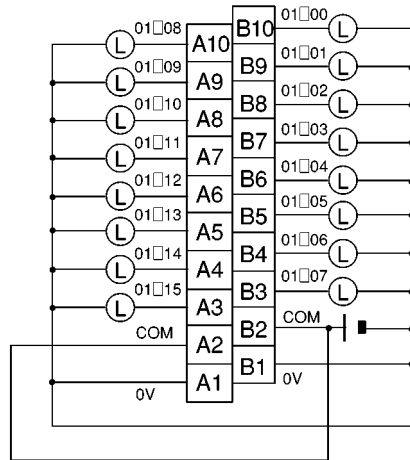 01□08 A10 B10 01□00
L L
01□09 A9 B9 01□01
L L
01□10 A8 B8 01□02
L L
01□11 A7 B7 01□03
L L
01□12 A6 B6 01□04
L L
01□13 A5 B5 01□05
L L
01□14 A4 B4 01□06
L L
01□15 A3 B3 01□07
L L
COM A2 B2 COM
0V A1 B1 0V